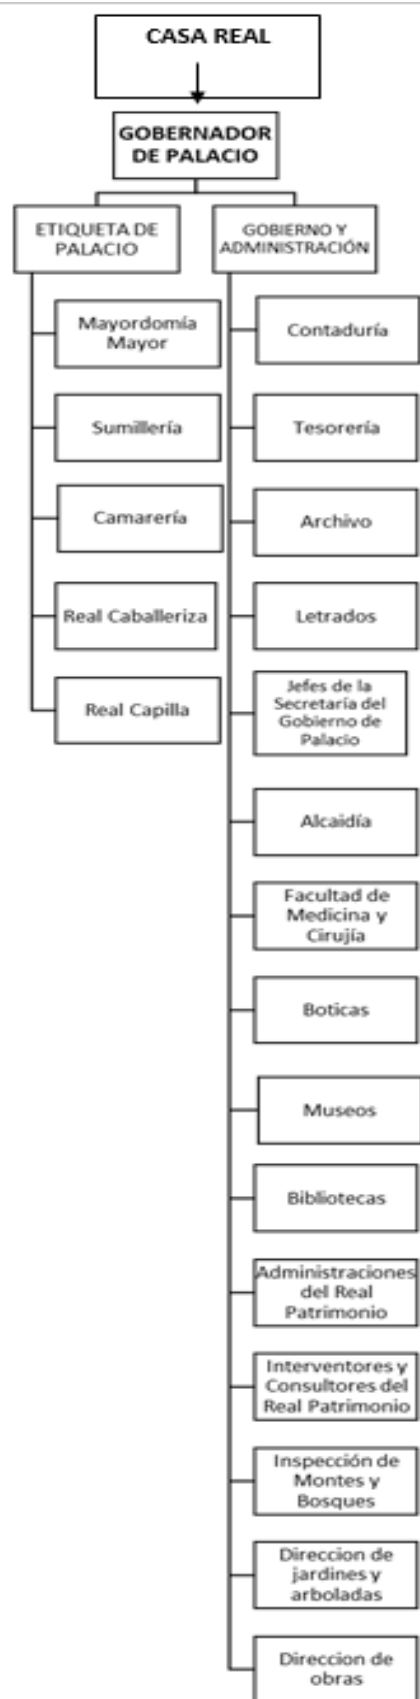 CASA REAL
GOBERNADOR
DE PALACIO
ETIQUETA DE
PALACIO
Mayordomía
Mayor
Sumillería
Camarería
Real Caballeriza
Real Capilla
GOBIERNO Y
ADMINISTRACIÓN
Contaduría
Tesorería
Archivo
Letrados
Jefes de la
Secretaría del
Gobierno de
Palacio
Alcaidía
Facultad de
Medicina y
Cirujía
Boticas
Museos
Bibliotecas
Administraciones
del Real
Patrimonio
Interventores y
Consultores del
Real Patrimonio
Inspección de
Montes y
Bosques
Direccion de
jardines y
arboladas
Direccion de
obras